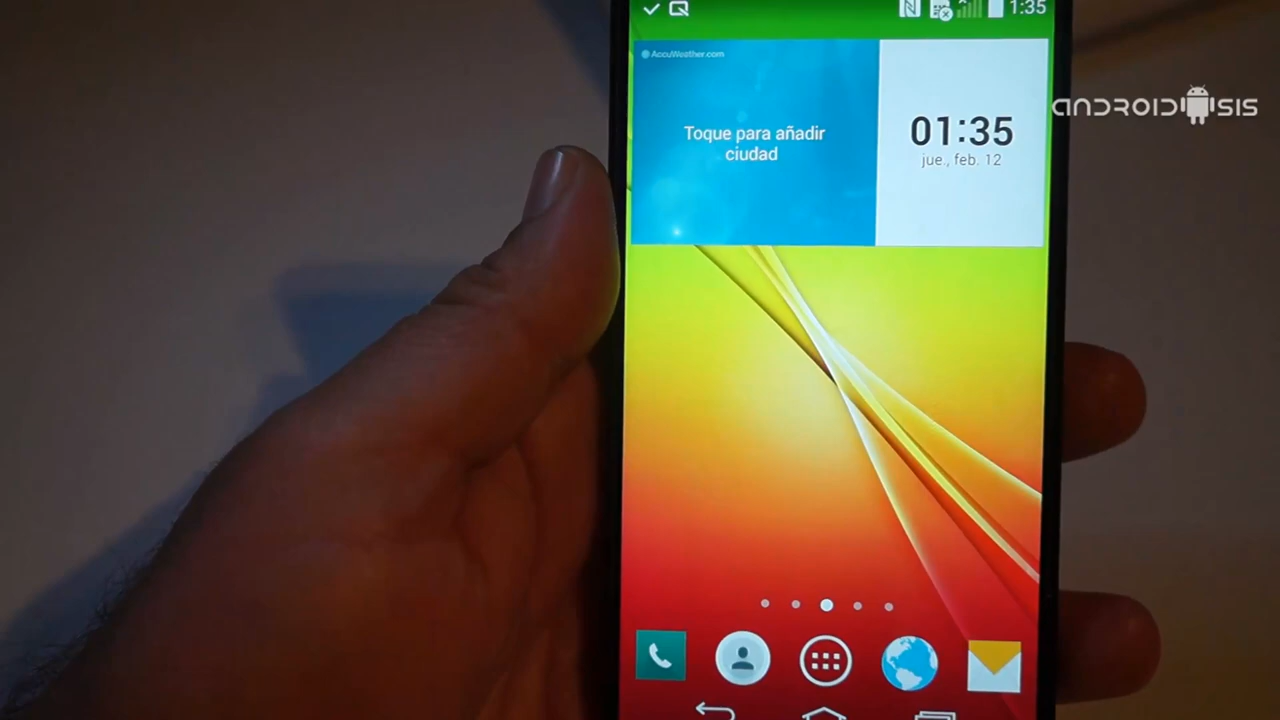 1:35
AccuWeather.com
Toque para añadir
ciudad
01:35
jue., feb. 12
ANDROIDSIS